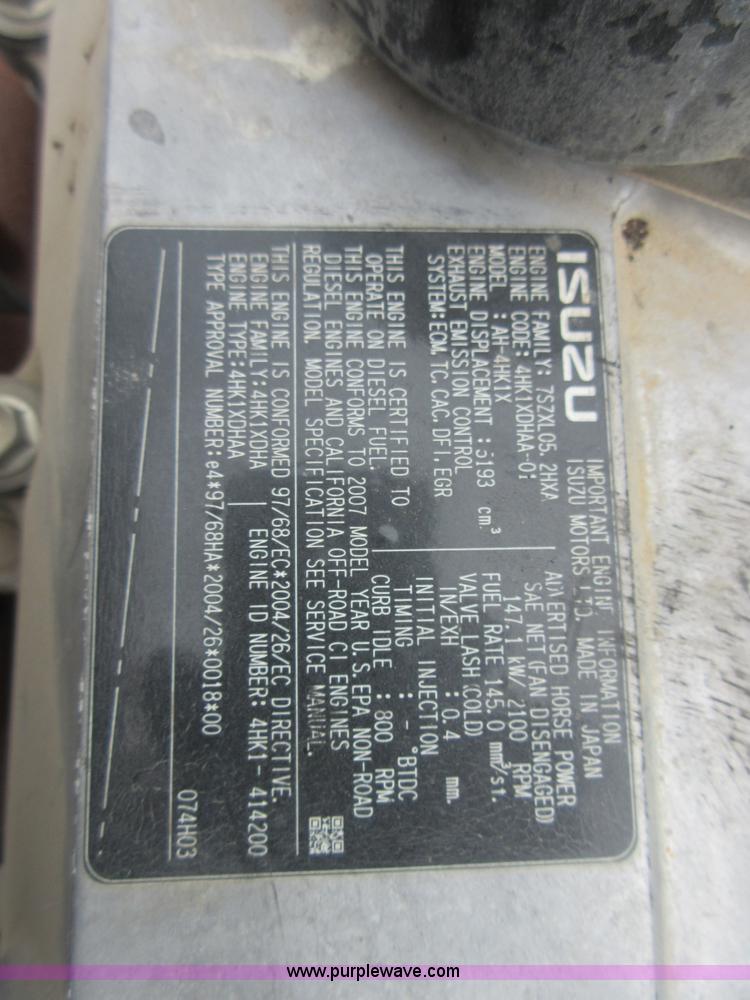 ISUZU
IMPORTANT ENGINE INFORMATION
ISUZU MOTORS LTD. MADE IN JAPAN
ENGINE FAMILY: 7SZXL05.2HXA
ENGINE CODE: 4HK1XDHAA-01
MODEL :AH-4HK1X
ENGINE DISPLACEMENT :5193 cm³
EXHAUST EMISSION CONTROL
SYSTEM:ECM,TC,CAC,DFI,EGR
ADVERTISED HORSE POWER
SAE NET(FAN DISENGAGED)
147.1 kW/ 2100 RPM
FUEL RATE 145.0 mm³/st.
VALVE LASH(COLD)
IN/EXH : 0.4 mm.
INITIAL INJECTION
TIMING : - °BTDC
CURB IDLE : 800 RPM
THIS ENGINE IS CERTIFIED TO
OPERATE ON DIESEL FUEL.
THIS ENGINE CONFORMS TO 2007 MODEL YEAR U.S.EPA NON-ROAD
DIESEL ENGINES AND CALIFORNIA OFF-ROAD CI ENGINES
REGULATION. MODEL SPECIFICATION SEE SERVICE MANUAL.
THIS ENGINE IS CONFORMED 97/68/EC*2004/26/EC DIRECTIVE.
ENGINE FAMILY:4HK1XDHA ENGINE ID NUMBER: 4HK1- 414200
ENGINE TYPE:4HK1XDHAA
TYPE APPROVAL NUMBER:e4*97/68HA*2004/26*0018*00
074H03
www.purplewave.com